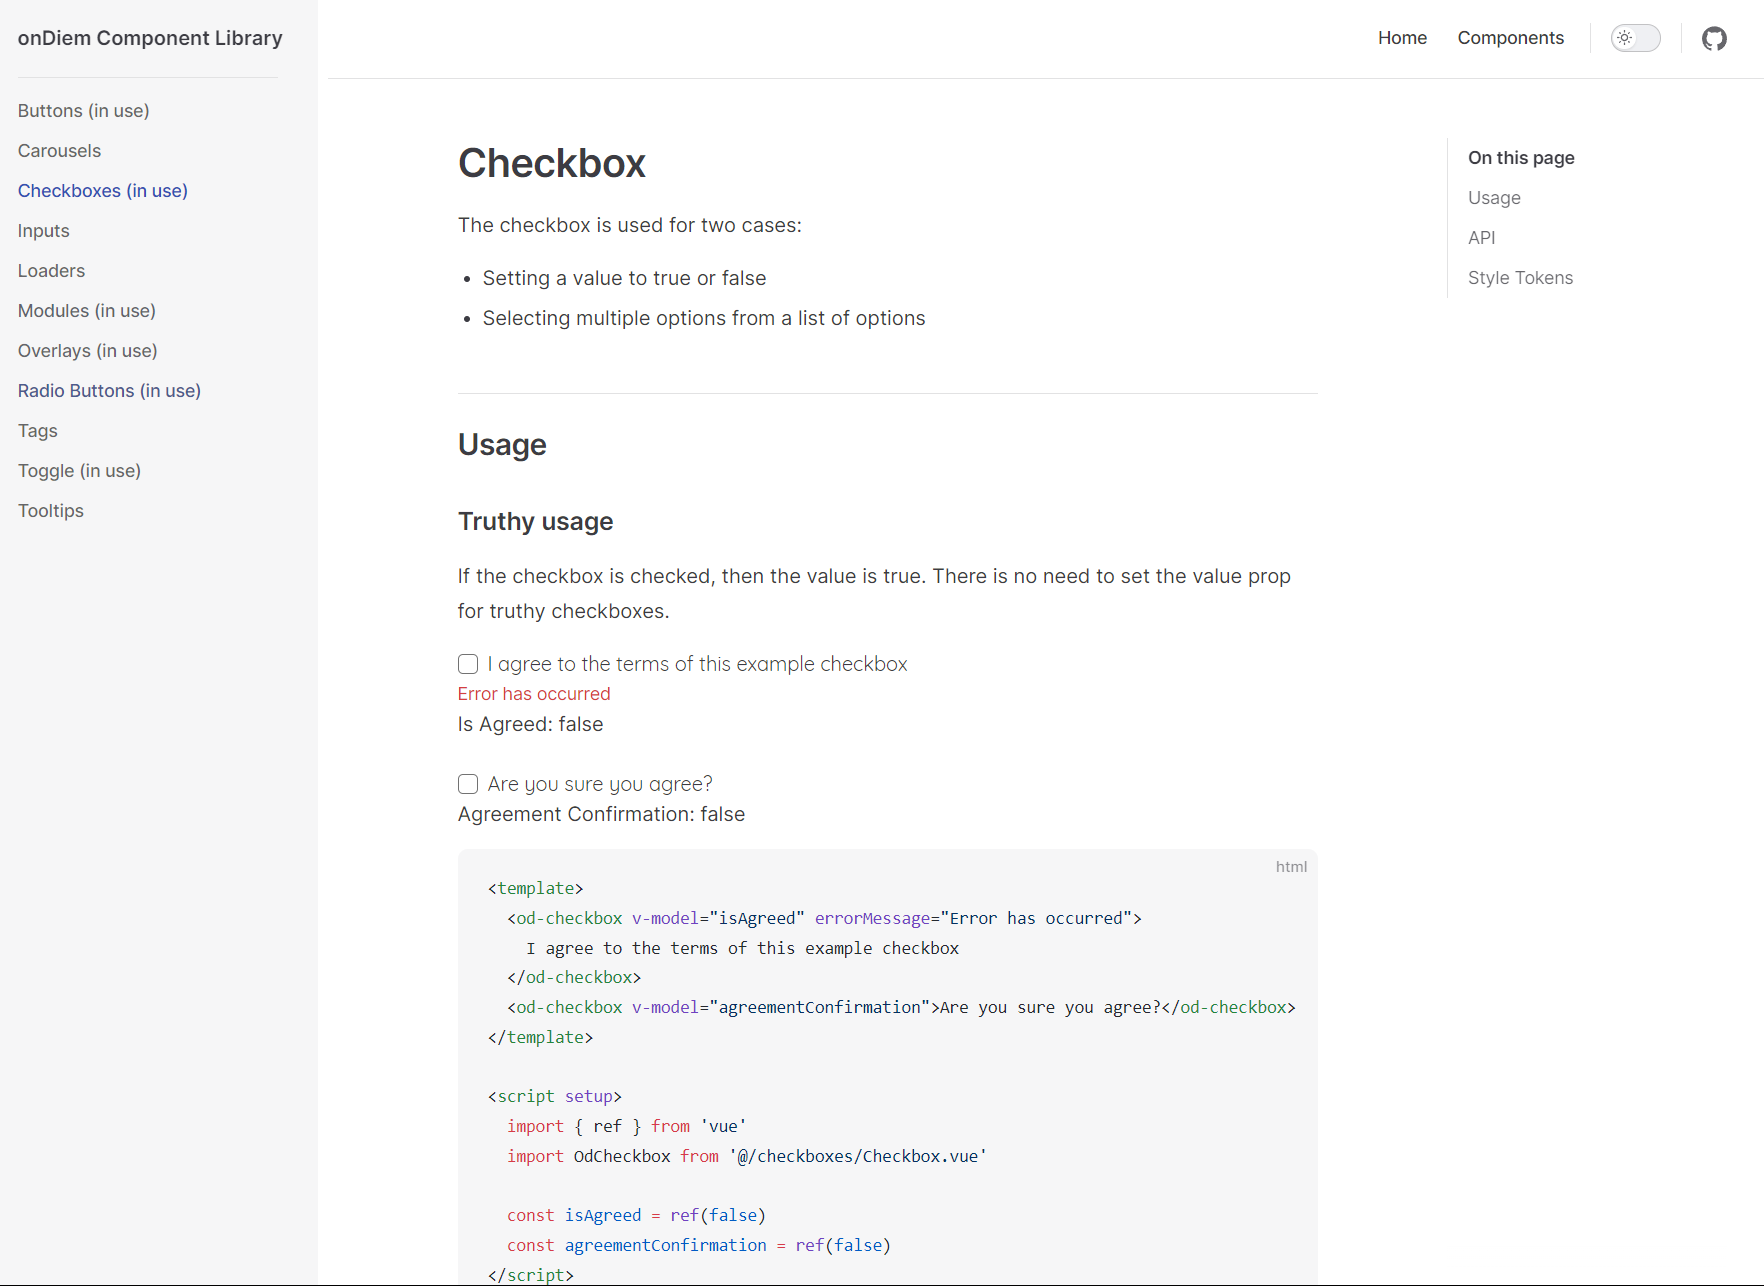 onDiem Component Library
Home
Components
Buttons (in use)
Carousels
Checkboxes (in use)
Inputs
Loaders
Modules (in use)
Overlays (in use)
Radio Buttons (in use)
Tags
Toggle (in use)
Tooltips
Checkbox
The checkbox is used for two cases:
• Setting a value to true or false
• Selecting multiple options from a list of options
Usage
Truthy usage
If the checkbox is checked, then the value is true. There is no need to set the value prop
for truthy checkboxes.
I agree to the terms of this example checkbox
Error has occurred
Is Agreed: false
Are you sure you agree?
Agreement Confirmation: false
html
<template>
  <od-checkbox v-model="isAgreed" errorMessage="Error has occurred">
    I agree to the terms of this example checkbox
  </od-checkbox>
  <od-checkbox v-model="agreementConfirmation">Are you sure you agree?</od-checkbox>
</template>
<script setup>
  import { ref } from 'vue'
  import OdCheckbox from '@/checkboxes/Checkbox.vue'
  const isAgreed = ref(false)
  const agreementConfirmation = ref(false)
</script>
On this page
Usage
API
Style Tokens